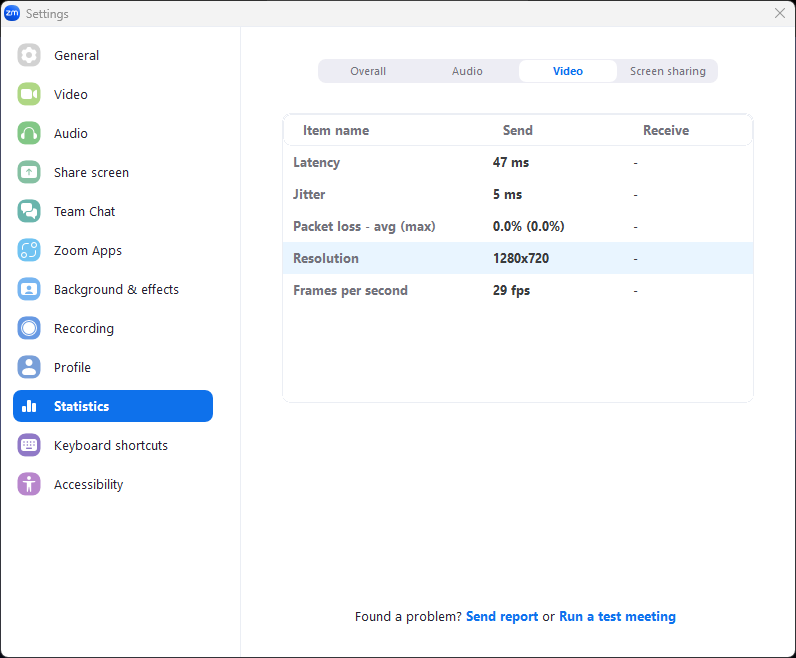 zm Settings
General
Video
Audio
Share screen
Team Chat
Zoom Apps
Background & effects
Recording
Profile
Statistics
Keyboard shortcuts
Accessibility
Overall Audio Video Screen sharing
Item name Send Receive
Latency 47 ms -
Jitter 5 ms -
Packet loss - avg (max) 0.0% (0.0%) -
Resolution 1280x720 -
Frames per second 29 fps -
Found a problem? Send report or Run a test meeting